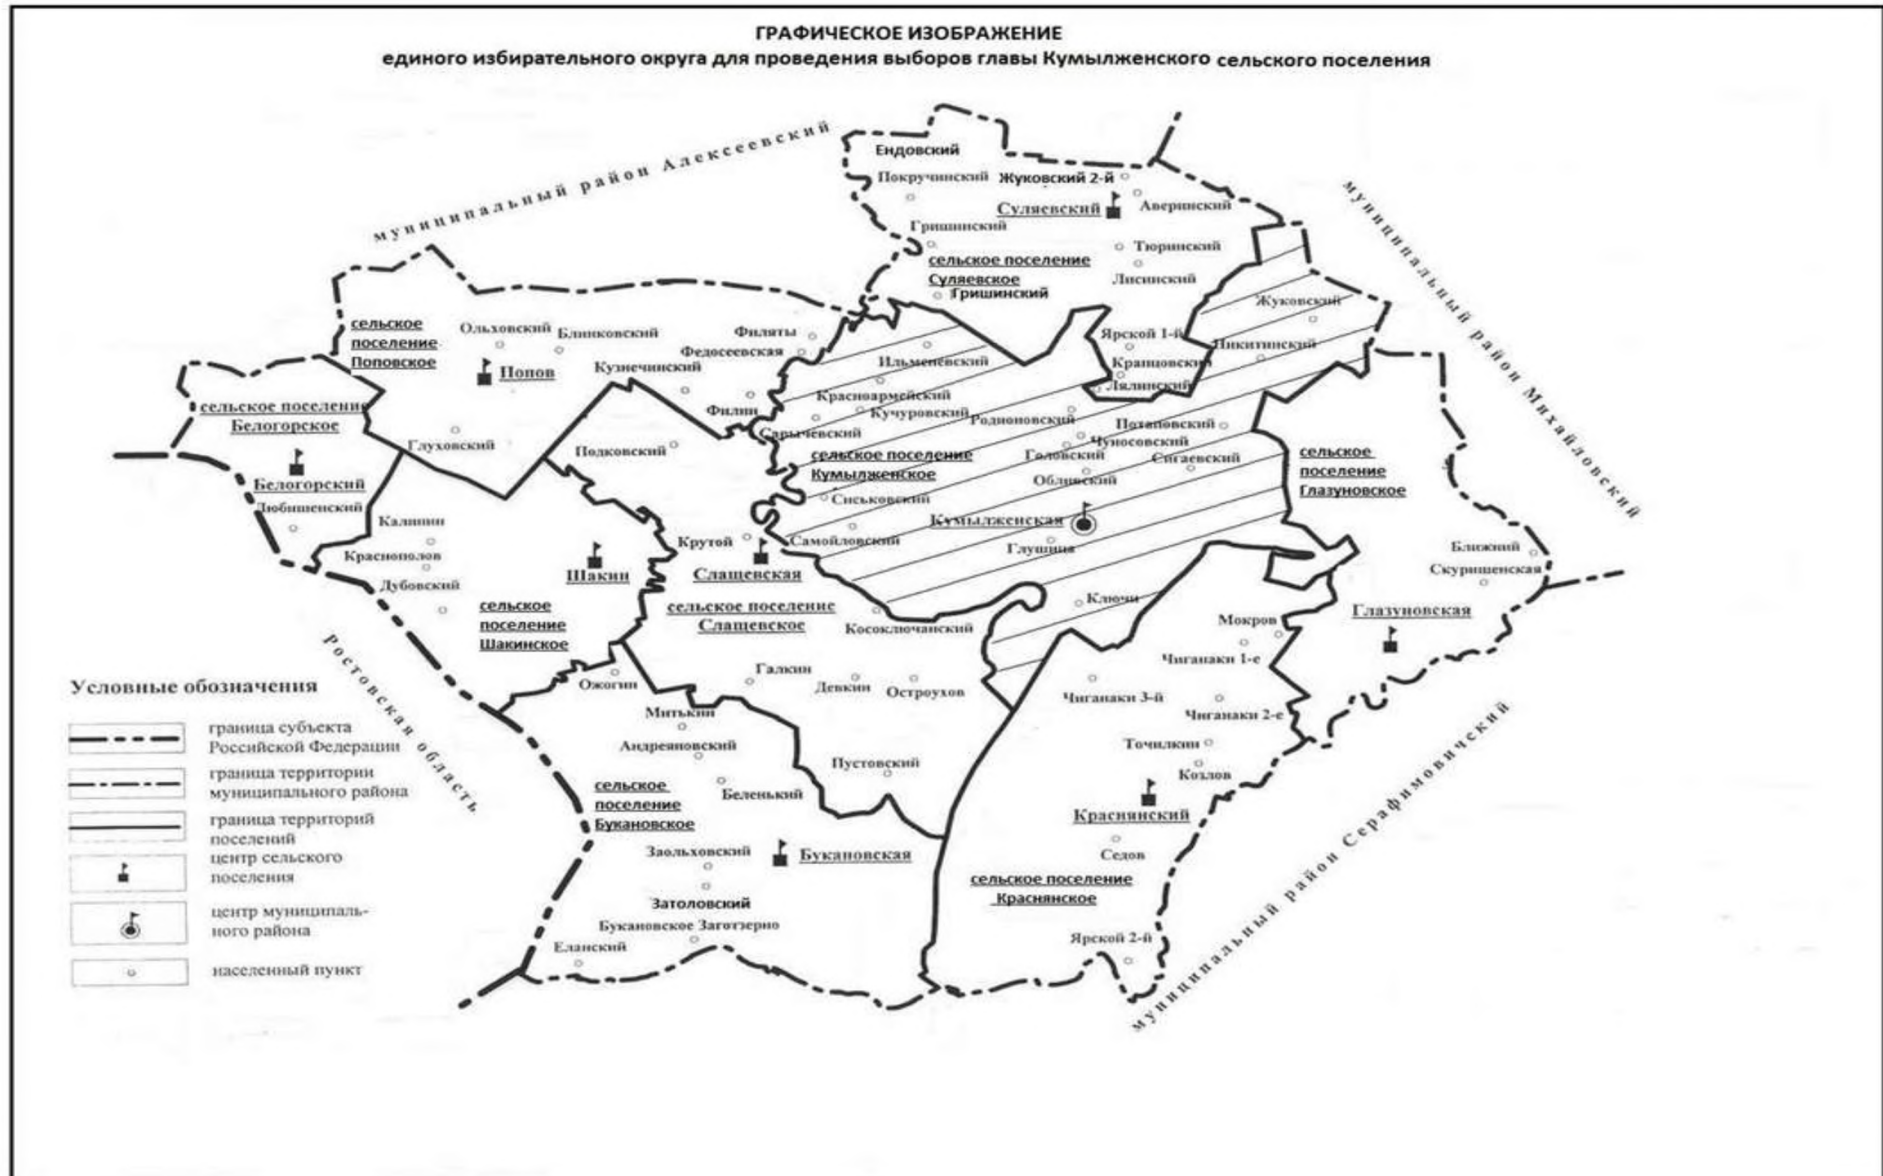 ГРАФИЧЕСКОЕ ИЗОБРАЖЕНИЕ
единого избирательного округа для проведения выборов главы Кумылженского сельского поселения
муниципальный район Алексеевский
Ендовский
Покручинский
Жуковский 2-й
Суляевский
Аверинский
Гришинский
Тюринский
сельское поселение
Суляевское
Лисинский
Гришинский
муниципальный район Михайловский
Жуковский
сельское
поселение
Поповское
Ольховский
Блинковский
Филяты
Федосеевская
Кузнечинский
Попов
Филин
Ильменёвский
Ярской 1-й
Никитинский
Кранцовский
Лялинский
Красноармейский
Кучуровский
Родионовский
Потаповский
Сарычевский
Чуносовский
Головский
Сигаевский
сельское поселение
Кумылженское
Обливский
Сиськовский
Кумылженская
Самойловский
Глушица
Ключи
сельское поселение
Белогорское
Белогорский
Любишенский
Глуховский
Подковский
Калинин
Краснополов
Дубовский
Шакин
сельское
поселение
Шакинское
Крутой
Слащевская
сельское поселение
Слащевское
Косоключанский
Галкин
Девкин
Остроухов
Ожогин
сельское
поселение
Глазуновское
Ближний
Скуришенская
Глазуновская
Мокров
Чиганаки 1-е
Чиганаки 3-й
Чиганаки 2-е
Точилкин
Козлов
Краснянский
Седов
сельское поселение
Краснянское
Ярской 2-й
муниципальный район Серафимовичский
Митькин
Андреяновский
Пустовский
Беленький
сельское
поселение
Букановское
Заольховский
Букановская
Затоловский
Букановское Заготзерно
Еланский
Ростовская область
Условные обозначения
граница субъекта
Российской Федерации
граница территории
муниципального района
граница территорий
поселений
центр сельского
поселения
центр муниципаль-
ного района
населенный пункт